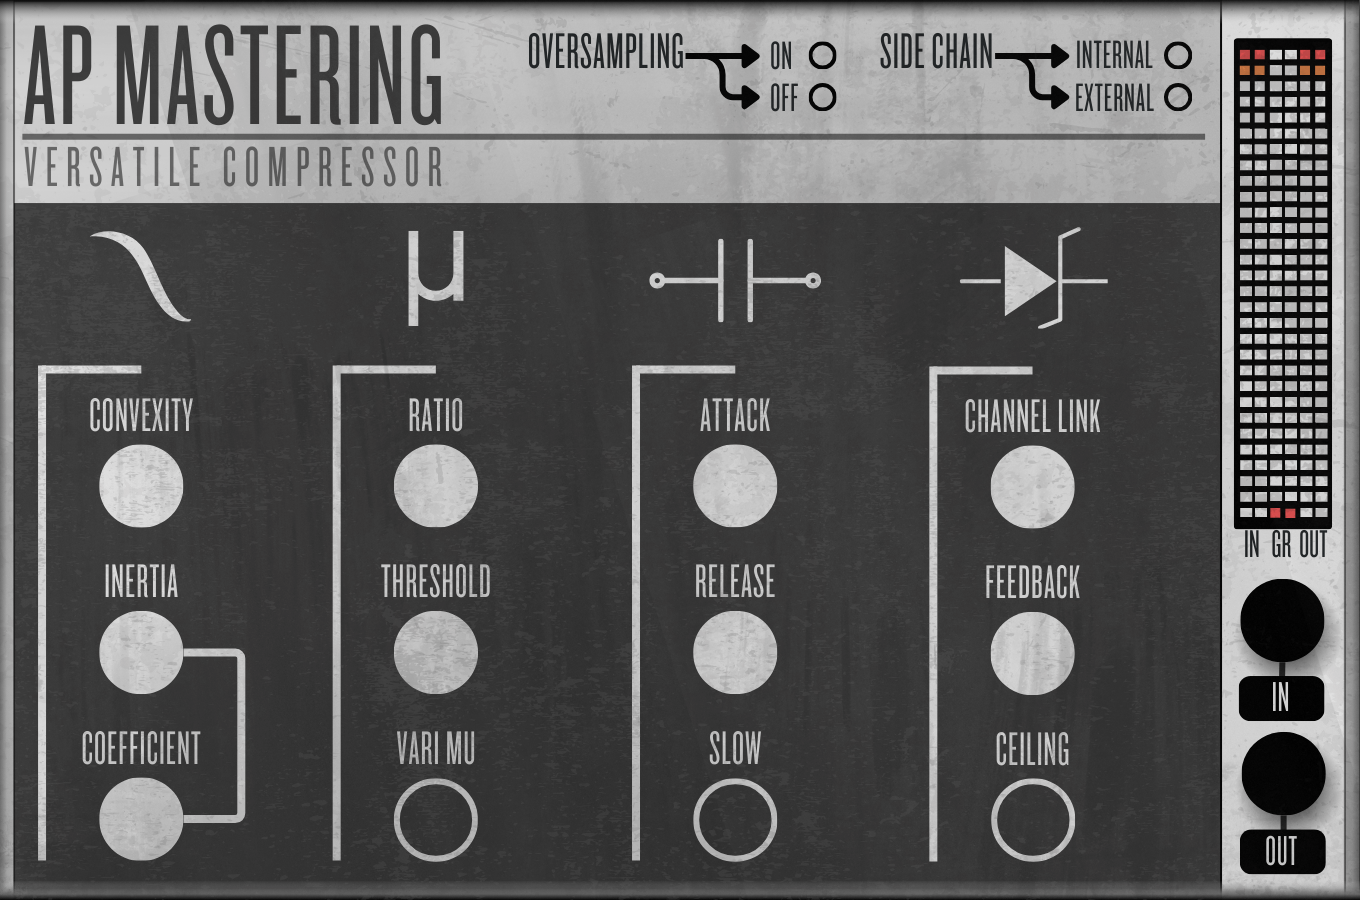 AP MASTERING
VERSATILE COMPRESSOR
OVERSAMPLING
ON
OFF
SIDE CHAIN
INTERNAL
EXTERNAL
µ
CONVEXITY
INERTIA
COEFFICIENT
RATIO
THRESHOLD
VARI MU
ATTACK
RELEASE
SLOW
CHANNEL LINK
FEEDBACK
CEILING
IN GR OUT
IN
OUT